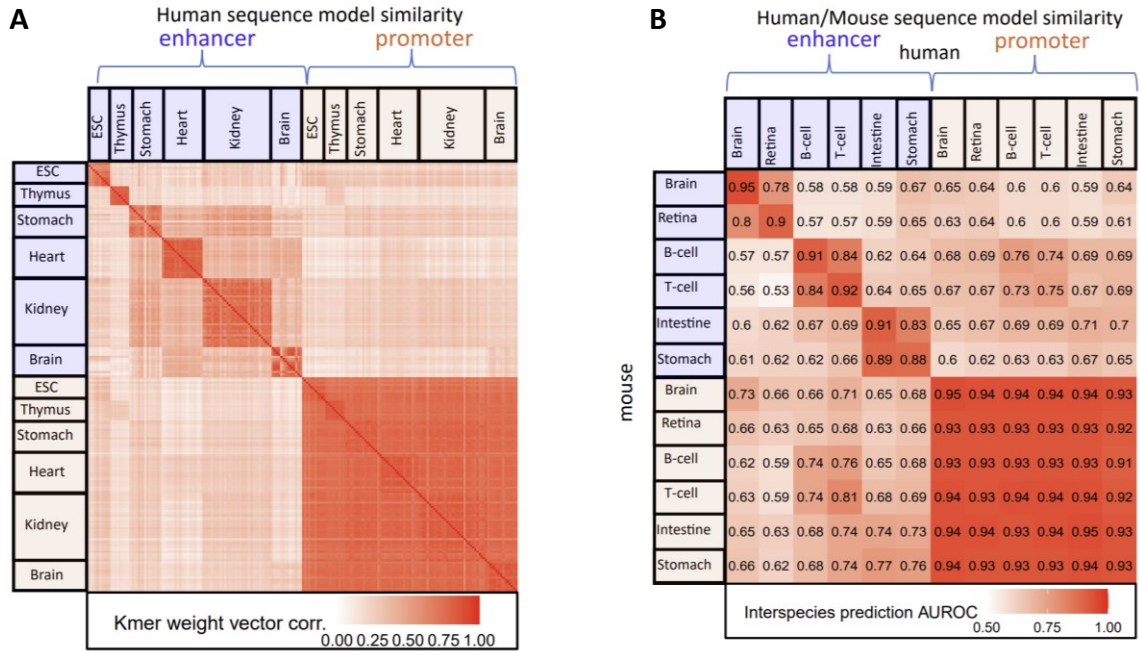 A
Human sequence model similarity
enhancer promoter
ESC Thymus Stomach Heart Kidney Brain ESC Thymus Stomach Heart Kidney Brain
ESC
Thymus
Stomach
Heart
Kidney
Brain
ESC
Thymus
Stomach
Heart
Kidney
Brain
Kmer weight vector corr.
0.00 0.25 0.50 0.75 1.00
B
Human/Mouse sequence model similarity
enhancer promoter
human
Brain Retina B-cell T-cell Intestine Stomach Brain Retina B-cell T-cell Intestine Stomach
mouse
Brain 0.95 0.78 0.58 0.58 0.59 0.67 0.65 0.64 0.6 0.6 0.59 0.64
Retina 0.8 0.9 0.57 0.57 0.59 0.65 0.63 0.64 0.6 0.6 0.59 0.61
B-cell 0.57 0.57 0.91 0.84 0.62 0.64 0.68 0.69 0.76 0.74 0.69 0.69
T-cell 0.56 0.53 0.84 0.92 0.64 0.65 0.67 0.67 0.73 0.75 0.67 0.69
Intestine 0.6 0.62 0.67 0.69 0.91 0.83 0.65 0.67 0.69 0.69 0.71 0.7
Stomach 0.61 0.62 0.62 0.66 0.89 0.88 0.6 0.62 0.63 0.63 0.67 0.65
Brain 0.73 0.66 0.66 0.71 0.65 0.68 0.95 0.94 0.94 0.94 0.94 0.93
Retina 0.66 0.63 0.65 0.68 0.63 0.66 0.93 0.93 0.93 0.93 0.93 0.92
B-cell 0.62 0.59 0.74 0.76 0.65 0.68 0.93 0.93 0.93 0.93 0.93 0.91
T-cell 0.63 0.59 0.74 0.81 0.68 0.69 0.94 0.93 0.94 0.94 0.94 0.92
Intestine 0.65 0.63 0.68 0.74 0.74 0.73 0.94 0.94 0.93 0.94 0.95 0.93
Stomach 0.66 0.62 0.68 0.74 0.77 0.76 0.94 0.93 0.93 0.93 0.94 0.93
Interspecies prediction AUROC
0.50 0.75 1.00